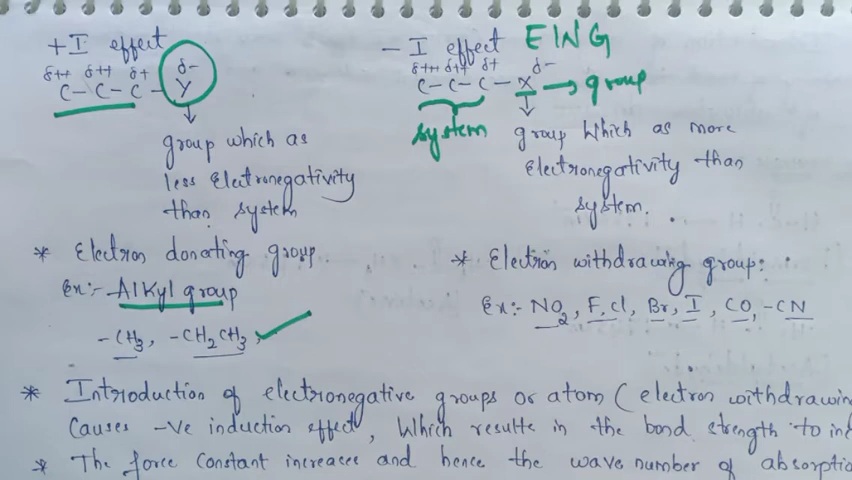 +I effect
δ++ δ++ δ+ δ-
C - C - C - Y
group which as
less Electronegativity
than system
* Electron donating group
Ex:- Alkyl group
-CH3, -CH2CH3,
- I effect EING
δ+++ δ++ δ+ δ-
C - C - C - X → group
system
group Which as more
Electronegativity than
system.
* Electron withdrawing group:
Ex:- NO2, F, Cl, Br, I, CO, -CN
* Introduction of electronegative groups or atom (electron withdrawin
Causes -Ve induction effect, Which results in the bond strength to in
* The force Constant increases and hence the wave number of absorptio